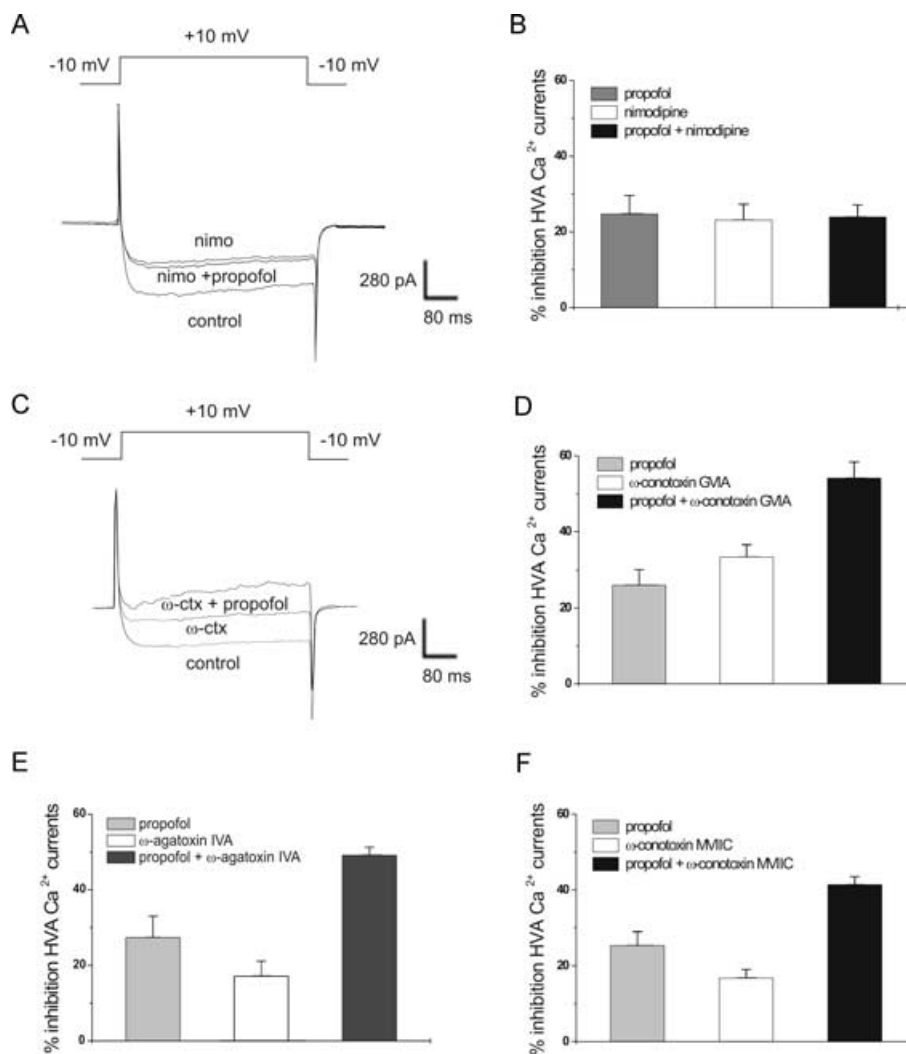 A
+10 mV
-10 mV
-10 mV
nimo
nimo +propofol
control
280 pA
80 ms
B
% inhibition HVA Ca 2+ currents
60
40
20
0
propofol
nimodipine
propofol + nimodipine
C
+10 mV
-10 mV
-10 mV
ω-ctx + propofol
ω-ctx
control
280 pA
80 ms
D
% inhibition HVA Ca 2+ currents
60
40
20
0
propofol
ω-conotoxin GVIA
propofol + ω-conotoxin GVIA
E
% inhibition HVA Ca 2+ currents
60
40
20
0
propofol
ω-agatoxin IVA
propofol + ω-agatoxin IVA
F
% inhibition HVA Ca 2+ currents
60
40
20
0
propofol
ω-conotoxin MVIIC
propofol + ω-conotoxin MVIIC